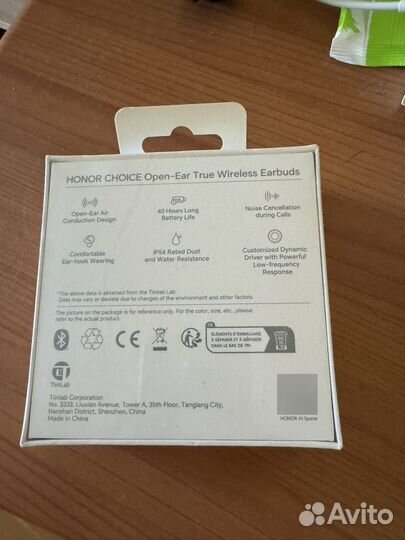 HONOR CHOICE Open-Ear True Wireless Earbuds
Open-Ear Air
Conduction Design
40 Hours Long
Battery Life
Noise Cancellation
during Calls
Comfortable
Ear-hook Wearing
IP54 Rated Dust
and Water Resistance
Customized Dynamic
Driver with Powerful
Low-frequency
Response
*The above data is obtained from the Tiinlab Lab.
Data may vary or deviate due to changes of the environment and other factors.
The picture on the package is for reference only. For the color, size, etc., please
refer to the actual product.
CE
FR
ÉLÉMENTS D'EMBALLAGE
À SÉPARER ET À DÉPOSER
DANS LE BAC DE TRI
TiinLab
Tiinlab Corporation
No. 3333, Liuxian Avenue, Tower A, 35th Floor, Tanglang City,
Nanshan District, Shenzhen, China
Made in China
HONOR AI Space
Avito